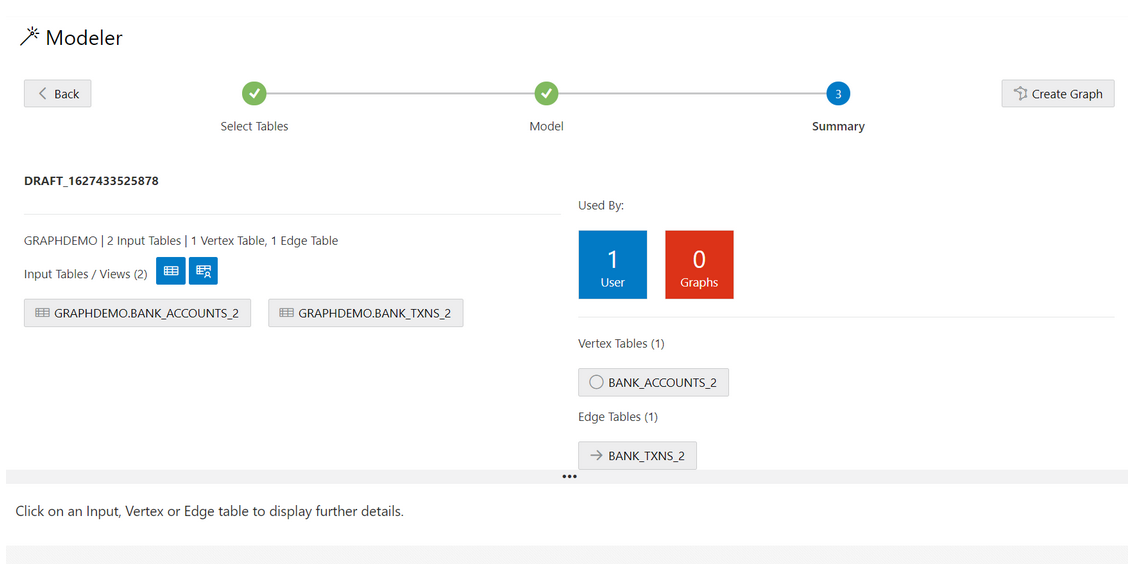 Modeler
Back
3
Create Graph
Select Tables
Model
Summary
DRAFT_1627433525878
GRAPHDEMO | 2 Input Tables | 1 Vertex Table, 1 Edge Table
Input Tables / Views (2)
GRAPHDEMO.BANK_ACCOUNTS_2
GRAPHDEMO.BANK_TXNS_2
Used By:
1
User
0
Graphs
Vertex Tables (1)
BANK_ACCOUNTS_2
Edge Tables (1)
BANK_TXNS_2
Click on an Input, Vertex or Edge table to display further details.